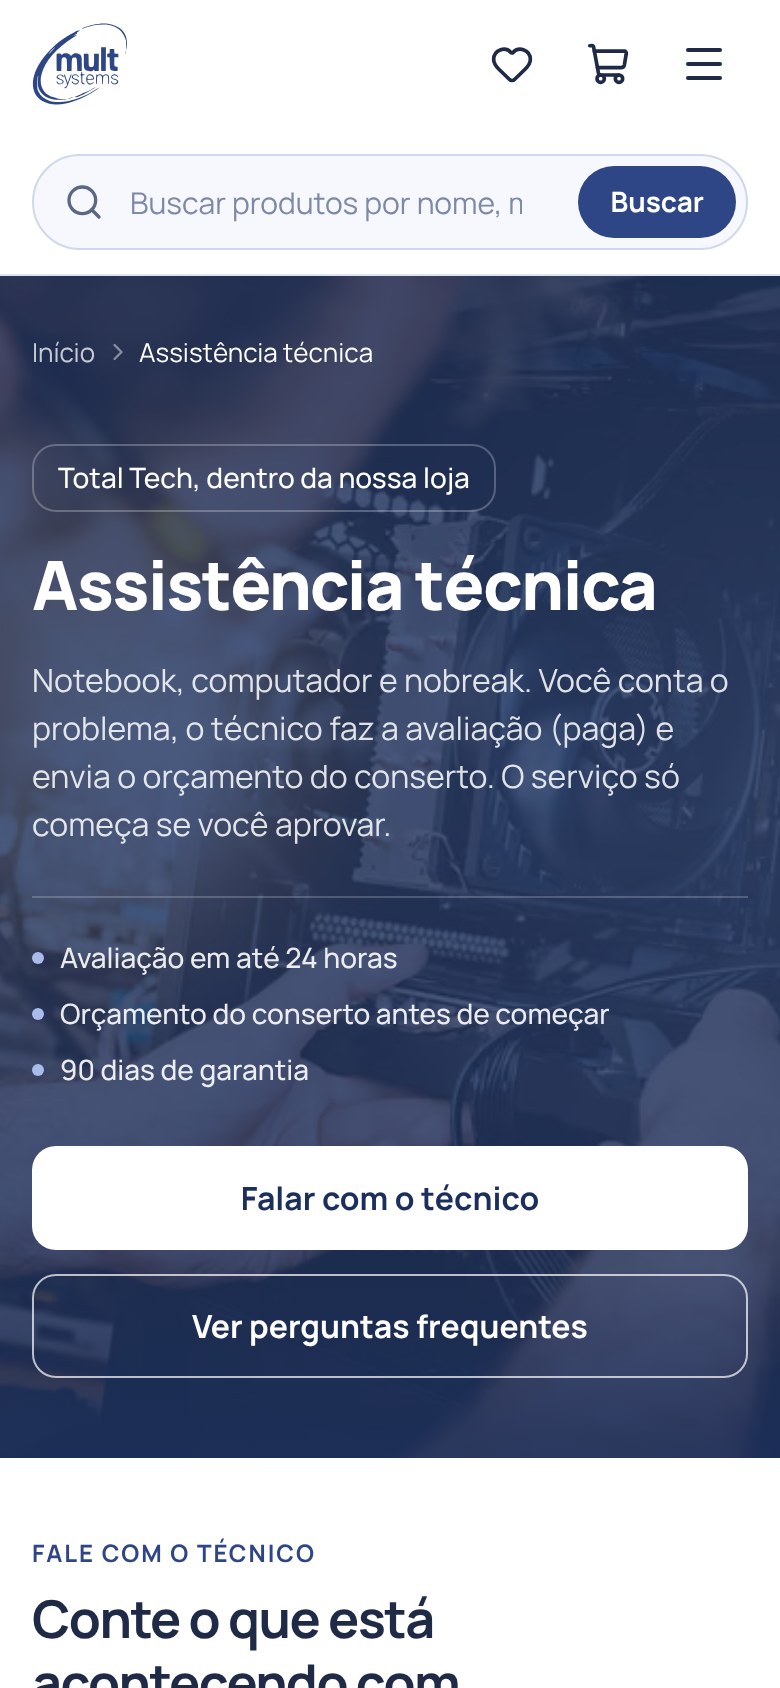 mult
systems
Buscar produtos por nome, n
Buscar
Início > Assistência técnica
Total Tech, dentro da nossa loja
Assistência técnica
Notebook, computador e nobreak. Você conta o
problema, o técnico faz a avaliação (paga) e
envia o orçamento do conserto. O serviço só
começa se você aprovar.
Avaliação em até 24 horas
Orçamento do conserto antes de começar
90 dias de garantia
Falar com o técnico
Ver perguntas frequentes
FALE COM O TÉCNICO
Conte o que está
acontecendo com